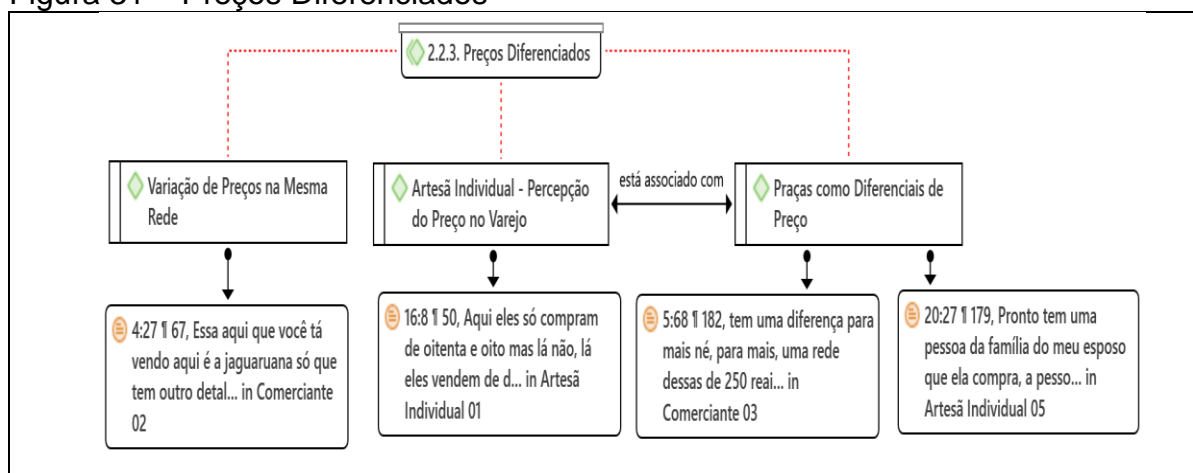 2.2.3. Preços Diferenciados
Variação de Preços na Mesma
Rede
Artesã Individual - Percepção
do Preço no Varejo
está associado com
Praças como Diferenciais de
Preço
4:27 ¶ 67, Essa aqui que você tá
vendo aqui é a jaguaruana só que
tem outro detal... in Comerciante
02
16:8 ¶ 50, Aqui eles só compram
de oitenta e oito mas lá não, lá
eles vendem de d... in Artesã
Individual 01
5:68 ¶ 182, tem uma diferença para
mais né, para mais, uma rede
dessas de 250 reai... in
Comerciante 03
20:27 ¶ 179, Pronto tem uma
pessoa da família do meu esposo
que ela compra, a pesso... in
Artesã Individual 05